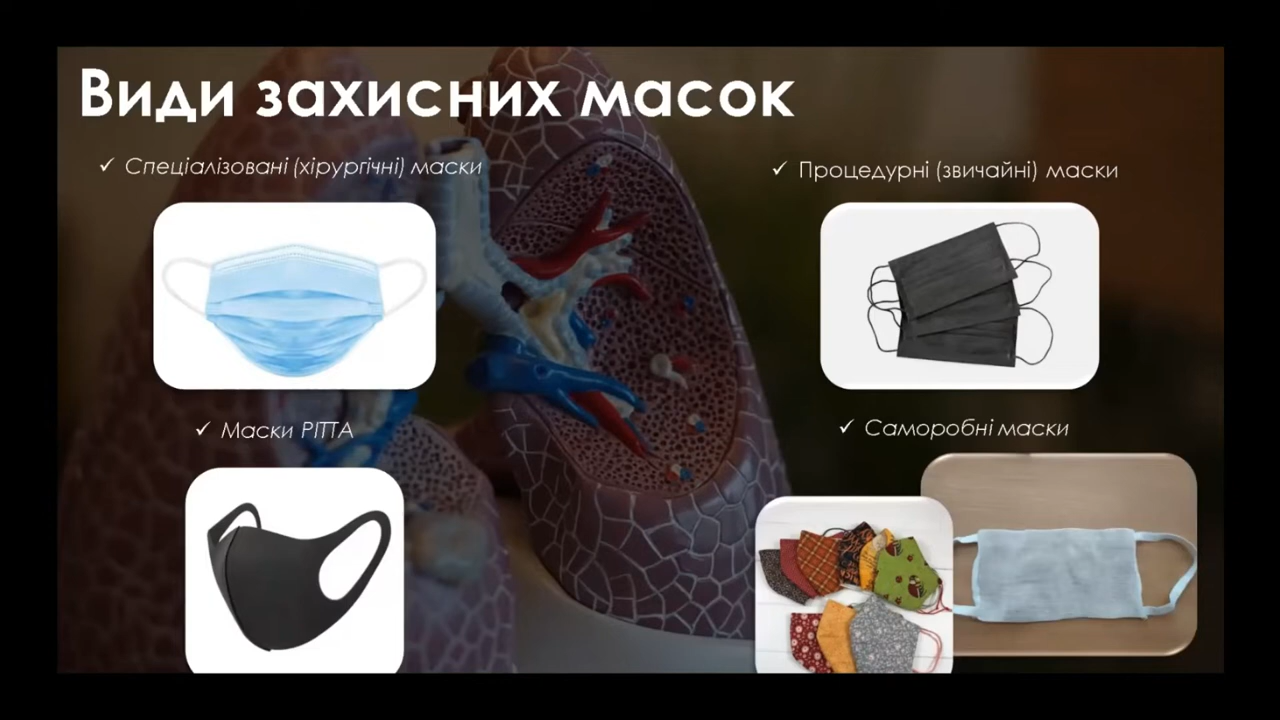 Види захисних масок
✓ Спеціалізовані (хірургічні) маски
✓ Процедурні (звичайні) маски
✓ Маски PITTA
✓ Саморобні маски